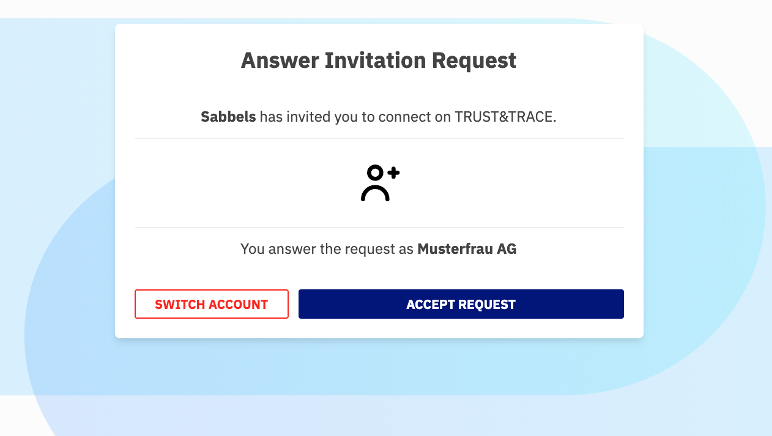 Answer Invitation Request
Sabbels has invited you to connect on TRUST&TRACE.
You answer the request as Musterfrau AG
SWITCH ACCOUNT
ACCEPT REQUEST